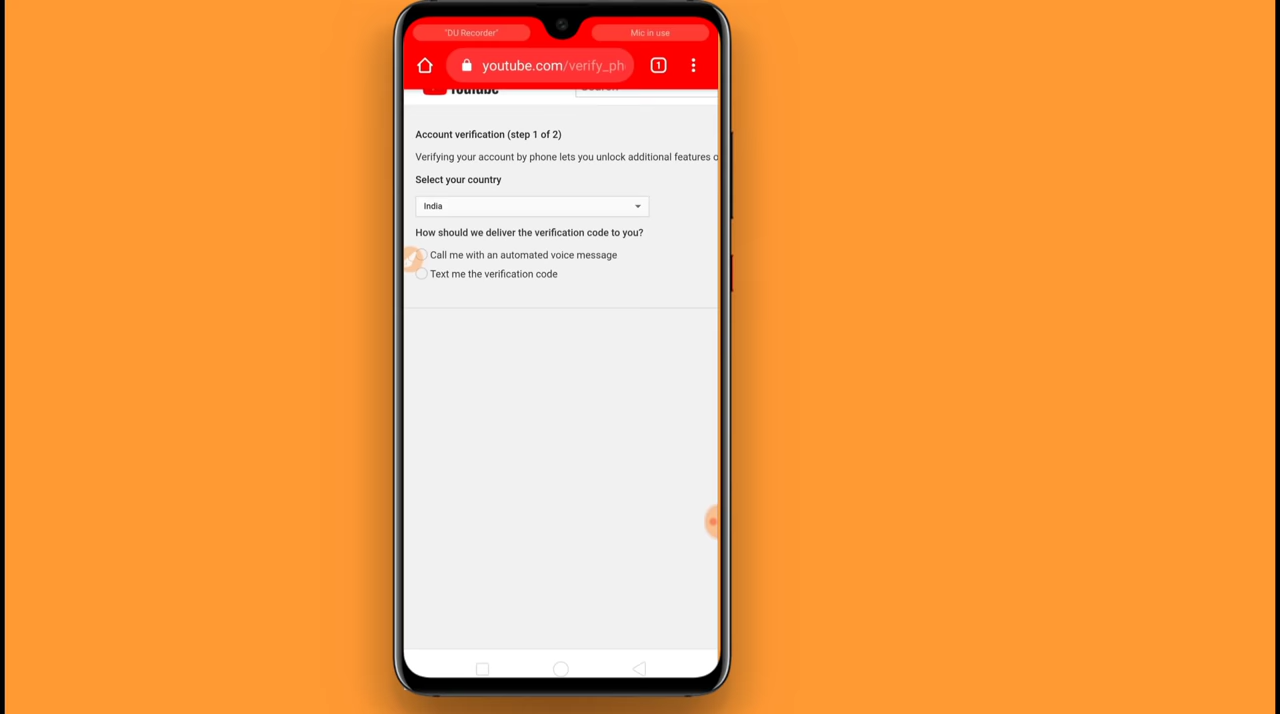 "DU Recorder"
Mic in use
youtube.com/verify_ph
1
YouTube
Account verification (step 1 of 2)
Verifying your account by phone lets you unlock additional features o
Select your country
India
How should we deliver the verification code to you?
Call me with an automated voice message
Text me the verification code